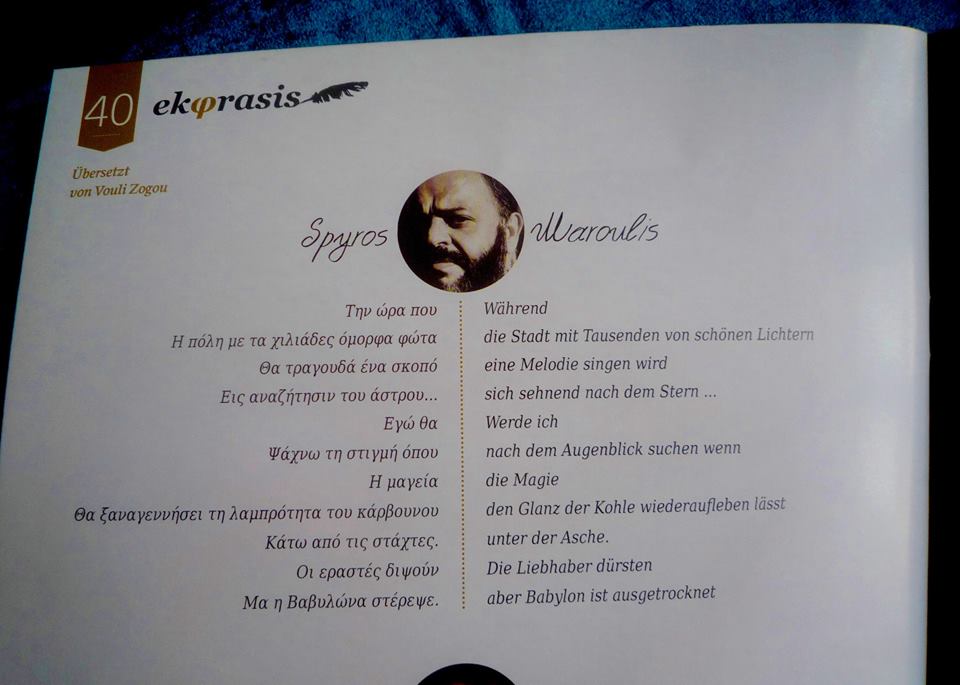 40
ekφrasis
Übersetzt
von Vouli Zogou
Spyros Waroulis
Την ώρα που
Η πόλη με τα χιλιάδες όμορφα φώτα
Θα τραγουδά ένα σκοπό
Εις αναζήτησιν του άστρου...
Εγώ θα
Ψάχνω τη στιγμή όπου
Η μαγεία
Θα ξαναγεννήσει τη λαμπρότητα του κάρβουνου
Κάτω από τις στάχτες.
Οι εραστές διψούν
Μα η Βαβυλώνα στέρεψε.
Während
die Stadt mit Tausenden von schönen Lichtern
eine Melodie singen wird
sich sehnend nach dem Stern ...
Werde ich
nach dem Augenblick suchen wenn
die Magie
den Glanz der Kohle wiederaufleben lässt
unter der Asche.
Die Liebhaber dürsten
aber Babylon ist ausgetrocknet